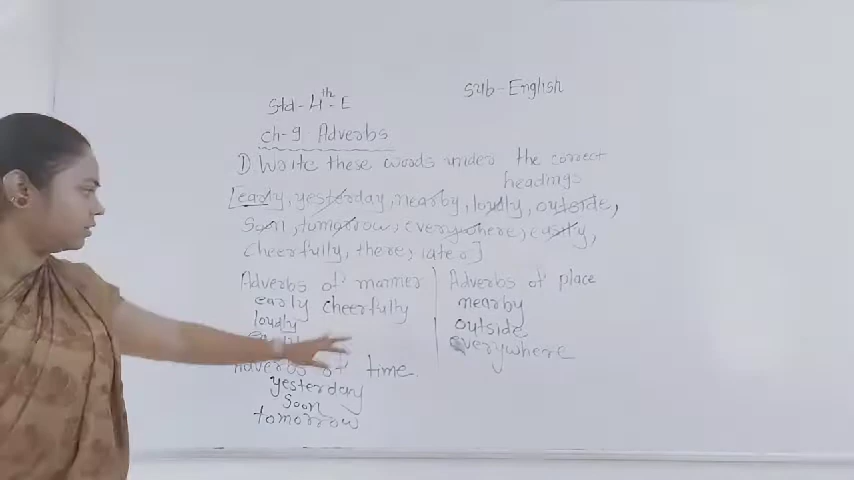 Std-4th-E
Sub-English
Ch-9 Adverbs
1) Write these words under the correct
headings
[early, yesterday, nearby, loudly, outside,
Soon, tomorrow, everywhere, easily,
cheerfully, there, later]
Adverbs of manner
early cheerfully
loudly
Adverbs of place
nearby
outside
everywhere
Adverbs of time
yesterday
Soon
tomorrow